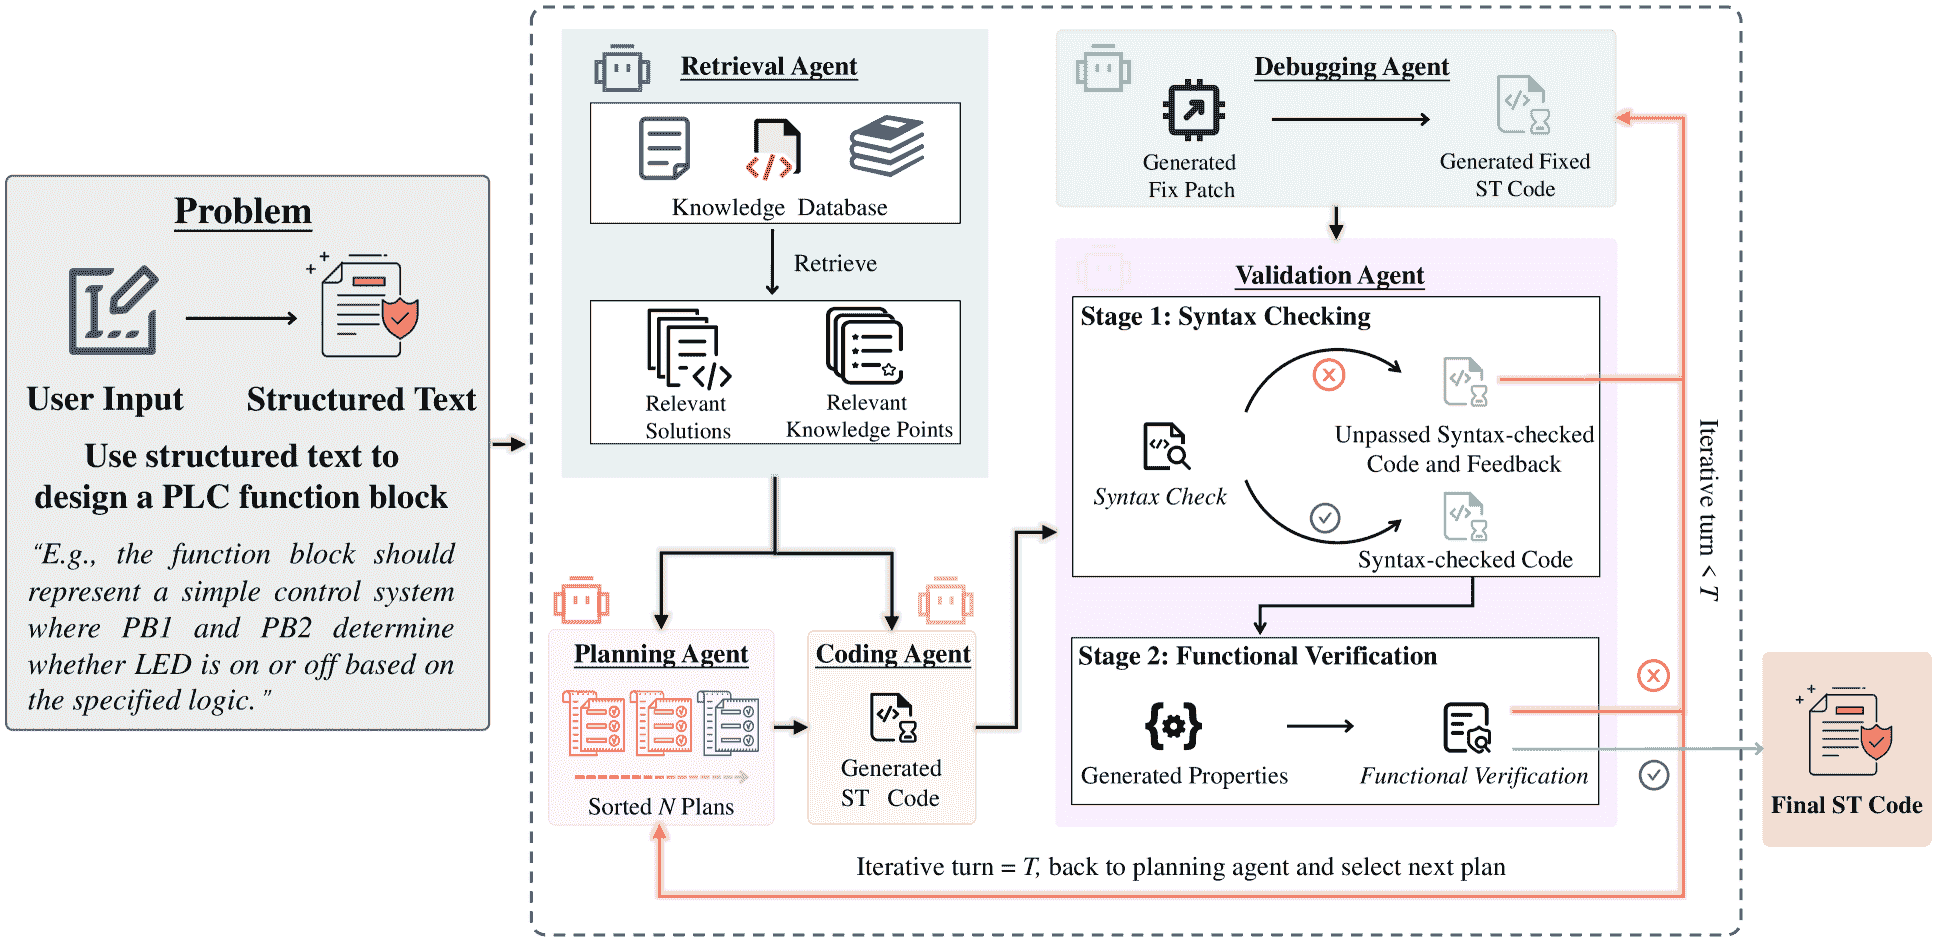 Problem
User Input
Structured Text
Use structured text to
design a PLC function block
“E.g., the function block should
represent a simple control system
where PB1 and PB2 determine
whether LED is on or off based on
the specified logic.”
Retrieval Agent
Knowledge Database
Retrieve
Relevant
Solutions
Relevant
Knowledge Points
Planning Agent
Sorted N Plans
Coding Agent
Generated
ST Code
Debugging Agent
Generated
Fix Patch
Generated Fixed
ST Code
Validation Agent
Stage 1: Syntax Checking
Syntax Check
Unpassed Syntax-checked
Code and Feedback
Syntax-checked Code
Stage 2: Functional Verification
Generated Properties
Functional Verification
Iterative turn < T
Iterative turn = T, back to planning agent and select next plan
Final ST Code